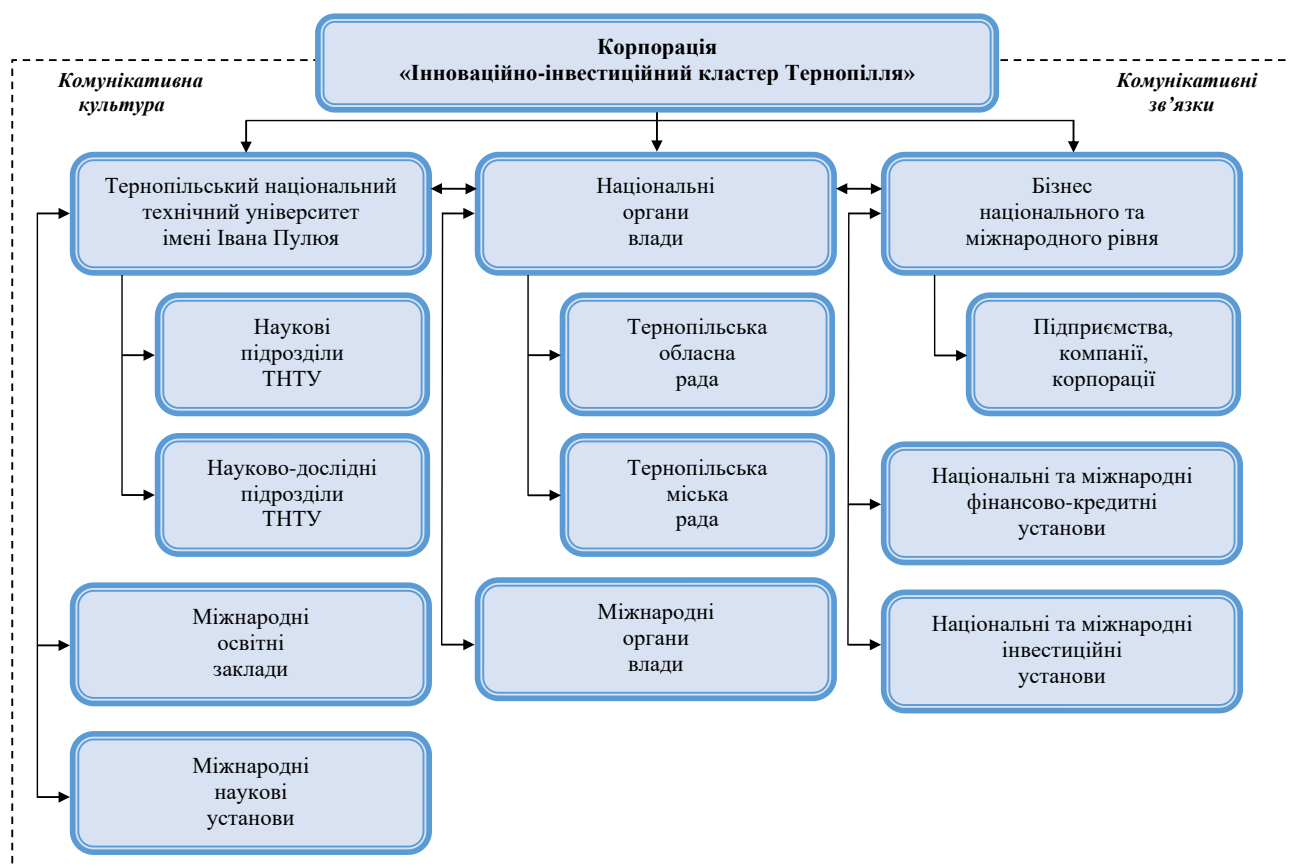 Корпорація
«Інноваційно-інвестиційний кластер Тернопілля»
Комунікативна
культура
Комунікативні
зв’язки
Тернопільський національний
технічний університет
імені Івана Пулюя
Національні
органи
влади
Бізнес
національного та
міжнародного рівня
Наукові
підрозділи
ТНТУ
Тернопільська
обласна
рада
Підприємства,
компанії,
корпорації
Науково-дослідні
підрозділи
ТНТУ
Тернопільська
міська
рада
Національні та міжнародні
фінансово-кредитні
установи
Міжнародні
освітні
заклади
Міжнародні
органи
влади
Національні та міжнародні
інвестиційні
установи
Міжнародні
наукові
установи